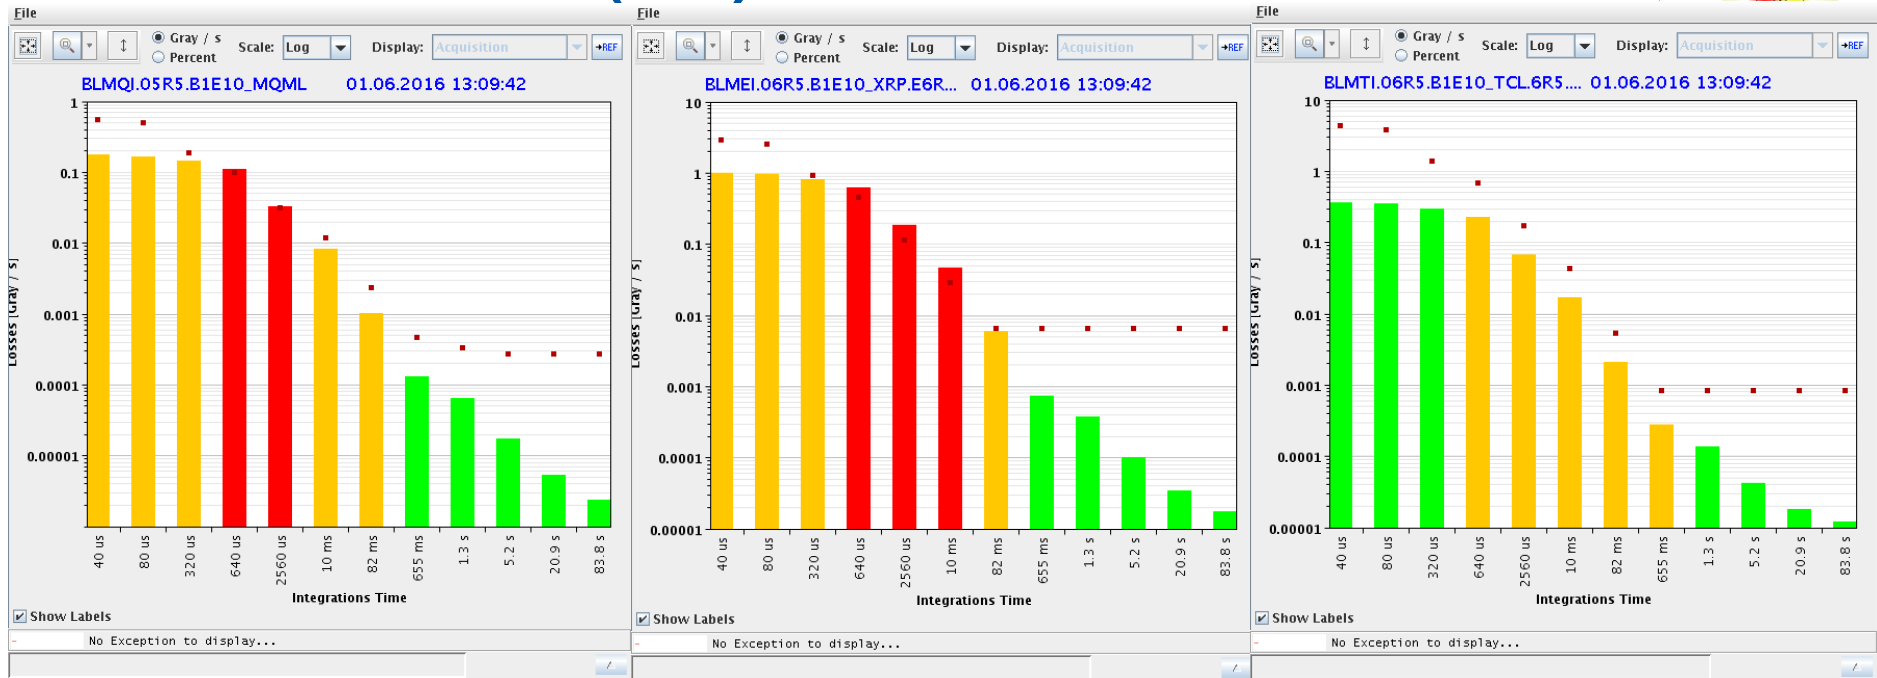 File
Gray / s
Percent
Scale: Log
Display: Acquisition
→REF
BLMQI.05R5.B1E10_MQML 01.06.2016 13:09:42
1
0.1
0.01
0.001
0.0001
0.00001
Losses [Gray / s]
40 us
80 us
320 us
640 us
2560 us
10 ms
82 ms
655 ms
1.3 s
5.2 s
20.9 s
83.8 s
Integrations Time
Show Labels
- No Exception to display...
File
Gray / s
Percent
Scale: Log
Display: Acquisition
→REF
BLMEI.06R5.B1E10_XRP.E6R... 01.06.2016 13:09:42
10
1
0.1
0.01
0.001
0.0001
0.00001
Losses [Gray / s]
40 us
80 us
320 us
640 us
2560 us
10 ms
82 ms
655 ms
1.3 s
5.2 s
20.9 s
83.8 s
Integrations Time
Show Labels
- No Exception to display...
File
Gray / s
Percent
Scale: Log
Display: Acquisition
→REF
BLMTI.06R5.B1E10_TCL.6R5.... 01.06.2016 13:09:42
10
1
0.1
0.01
0.001
0.0001
0.00001
Losses [Gray / s]
40 us
80 us
320 us
640 us
2560 us
10 ms
82 ms
655 ms
1.3 s
5.2 s
20.9 s
83.8 s
Integrations Time
Show Labels
- No Exception to display...